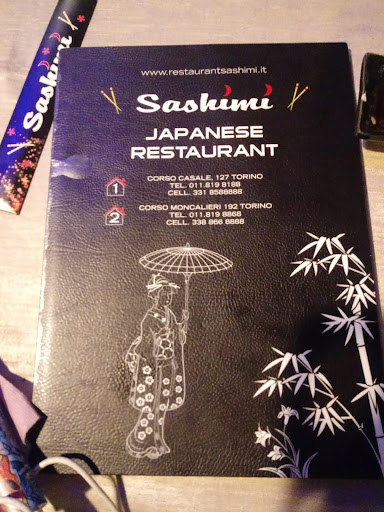 Sashimi
www.restaurantsashimi.it
Sashimi
JAPANESE
RESTAURANT
1
CORSO CASALE, 127 TORINO
TEL. 011.819 8188
CELL. 331 8588888
2
CORSO MONCALIERI 192 TORINO
TEL. 011.819 8868
CELL. 338 866 8888